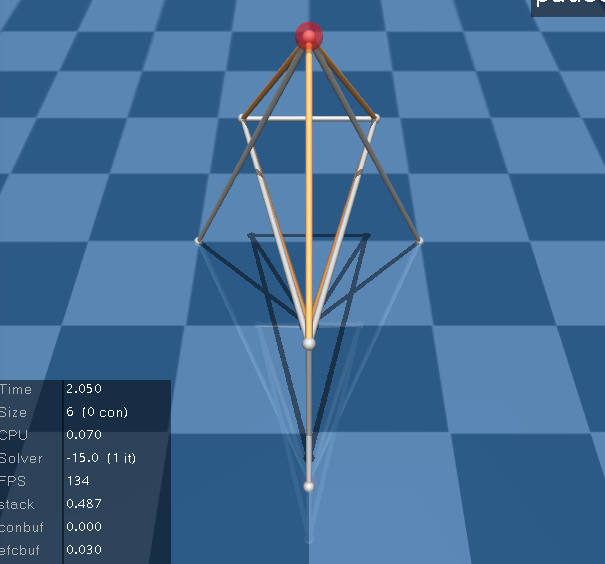 Time 2.050
Size 6 (0 con)
CPU 0.070
Solver -15.0 (1 it)
FPS 134
stack 0.487
conbuf 0.000
efcbuf 0.030